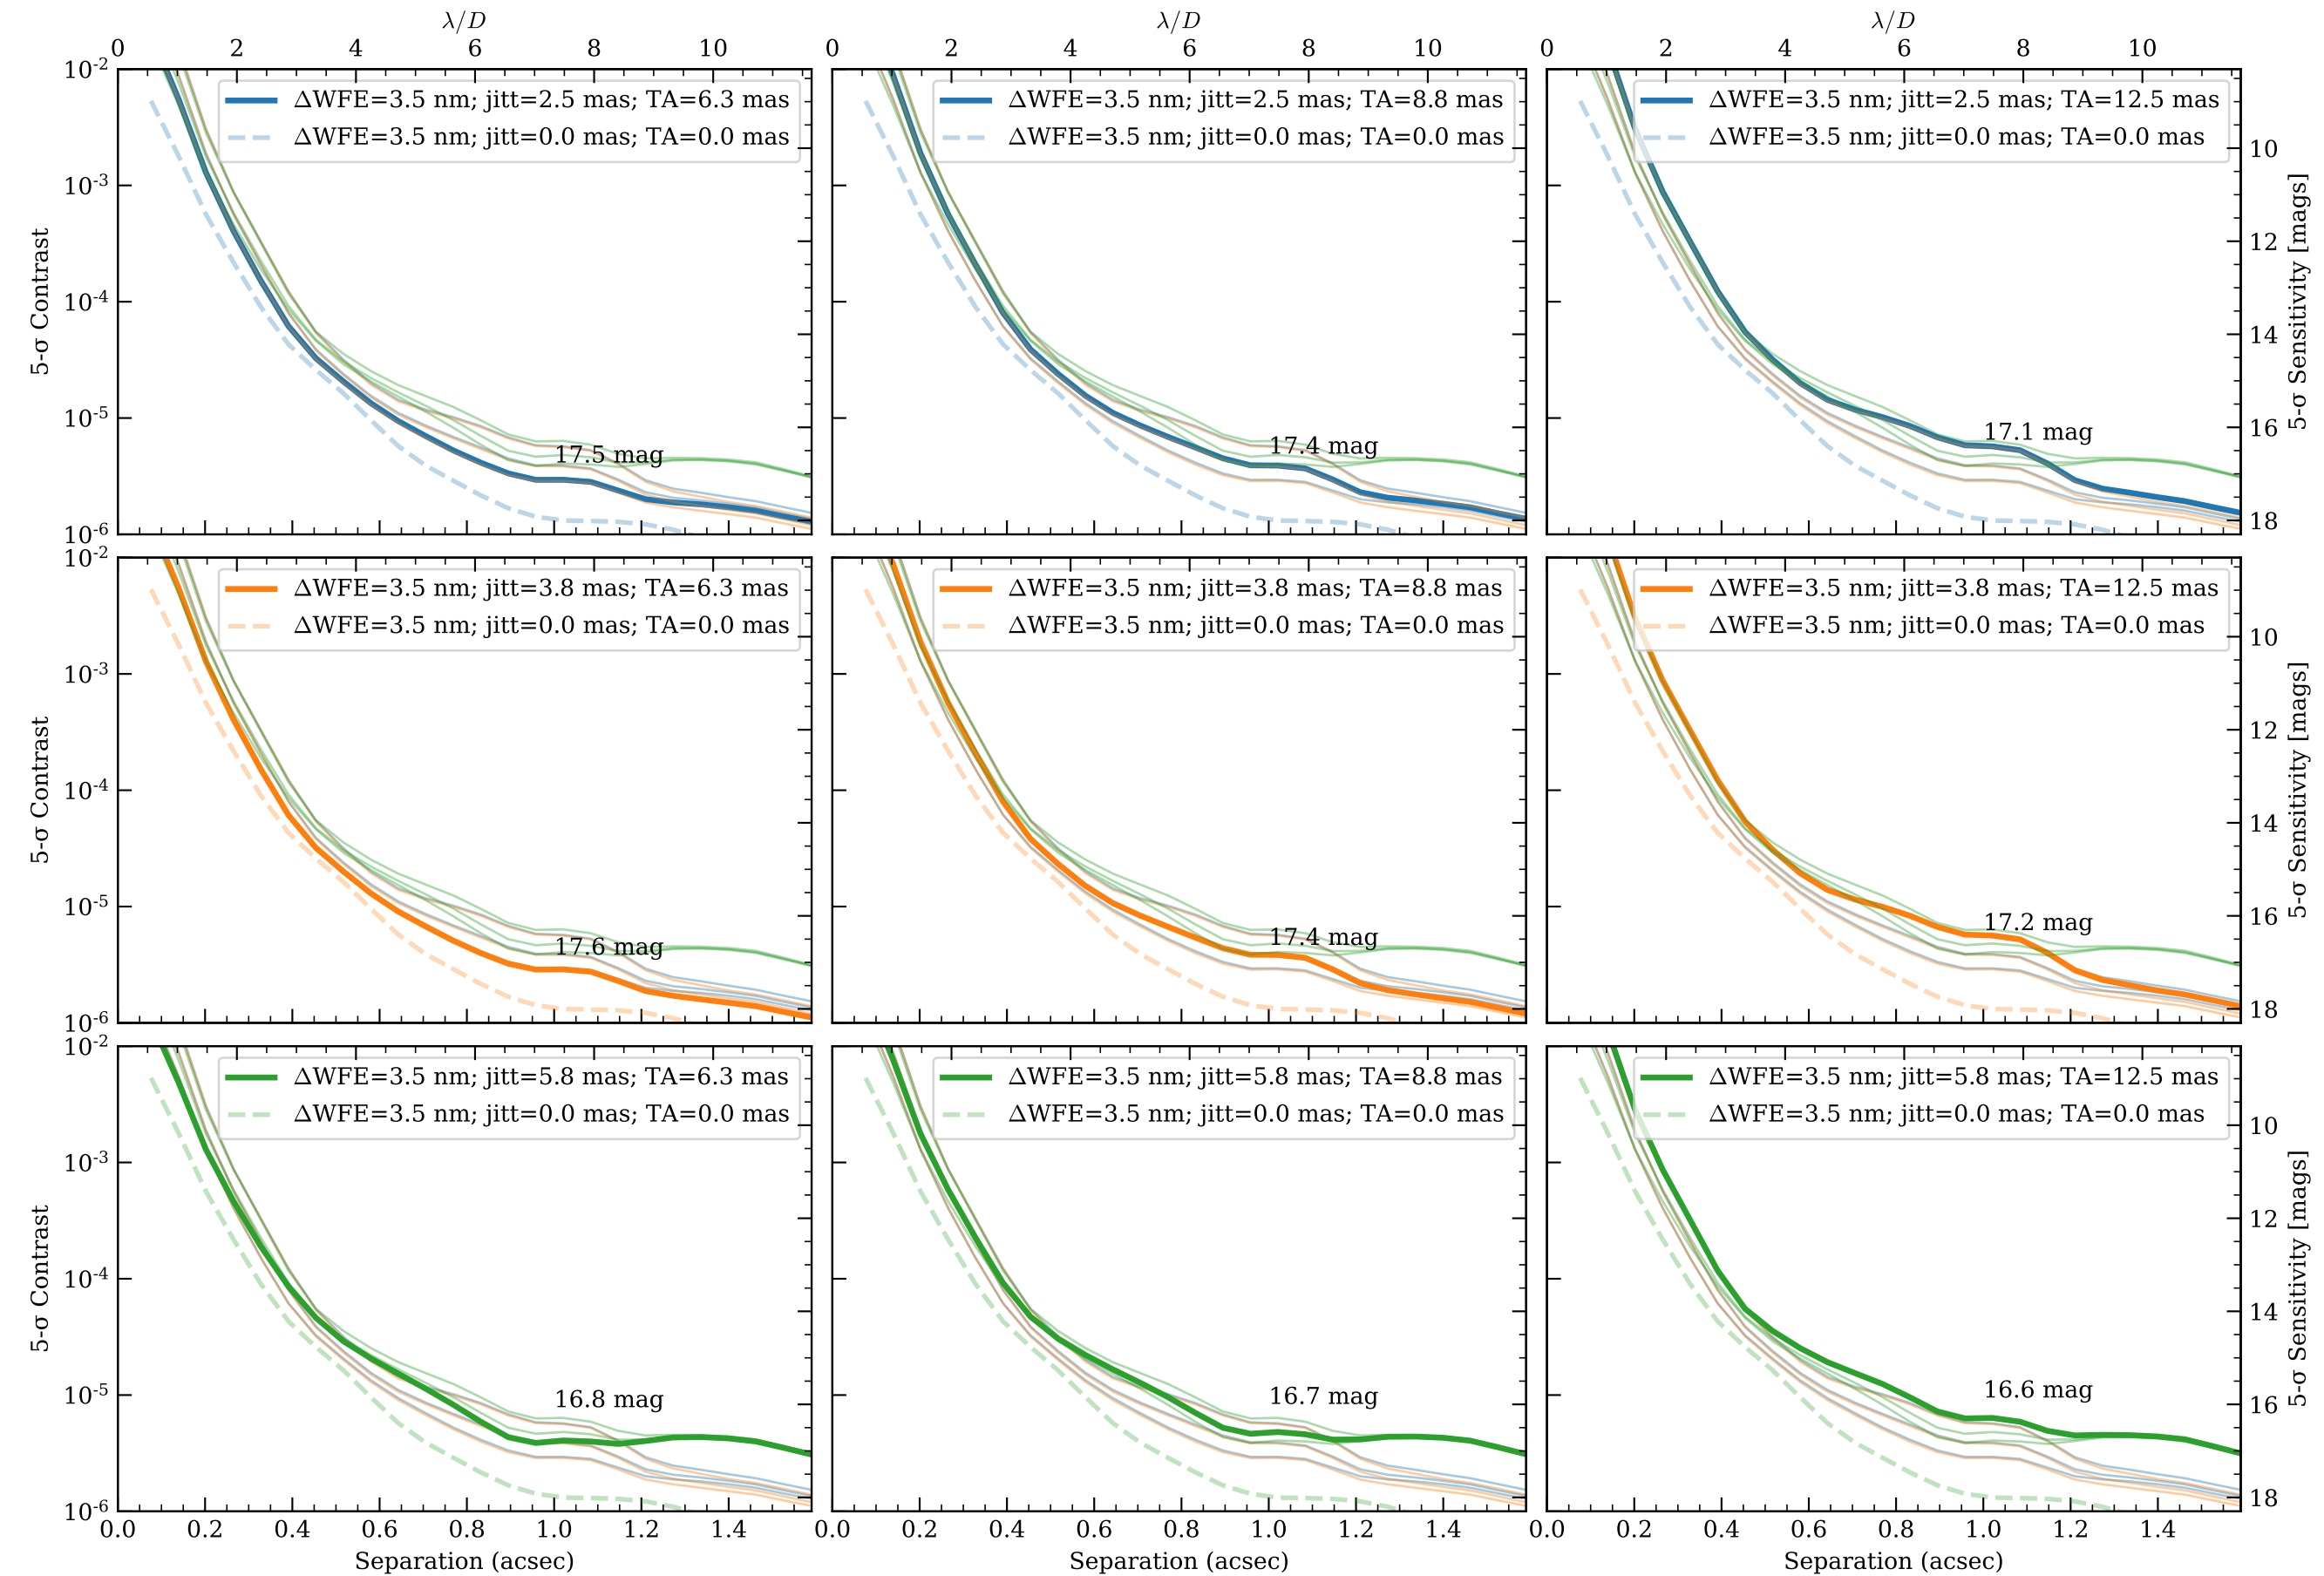 λ/D λ/D λ/D
0 2 4 6 8 10 0 2 4 6 8 10 0 2 4 6 8 10
10-2
10-3
10-4
10-5
10-6
5-σ Contrast
ΔWFE=3.5 nm; jitt=2.5 mas; TA=6.3 mas
ΔWFE=3.5 nm; jitt=0.0 mas; TA=0.0 mas
17.5 mag
ΔWFE=3.5 nm; jitt=2.5 mas; TA=8.8 mas
ΔWFE=3.5 nm; jitt=0.0 mas; TA=0.0 mas
17.4 mag
ΔWFE=3.5 nm; jitt=2.5 mas; TA=12.5 mas
ΔWFE=3.5 nm; jitt=0.0 mas; TA=0.0 mas
17.1 mag
10
12
14
16
18
5-σ Sensitivity [mags]
10-2
10-3
10-4
10-5
10-6
5-σ Contrast
ΔWFE=3.5 nm; jitt=3.8 mas; TA=6.3 mas
ΔWFE=3.5 nm; jitt=0.0 mas; TA=0.0 mas
17.6 mag
ΔWFE=3.5 nm; jitt=3.8 mas; TA=8.8 mas
ΔWFE=3.5 nm; jitt=0.0 mas; TA=0.0 mas
17.4 mag
ΔWFE=3.5 nm; jitt=3.8 mas; TA=12.5 mas
ΔWFE=3.5 nm; jitt=0.0 mas; TA=0.0 mas
17.2 mag
10
12
14
16
18
5-σ Sensitivity [mags]
10-2
10-3
10-4
10-5
10-6
5-σ Contrast
ΔWFE=3.5 nm; jitt=5.8 mas; TA=6.3 mas
ΔWFE=3.5 nm; jitt=0.0 mas; TA=0.0 mas
16.8 mag
ΔWFE=3.5 nm; jitt=5.8 mas; TA=8.8 mas
ΔWFE=3.5 nm; jitt=0.0 mas; TA=0.0 mas
16.7 mag
ΔWFE=3.5 nm; jitt=5.8 mas; TA=12.5 mas
ΔWFE=3.5 nm; jitt=0.0 mas; TA=0.0 mas
16.6 mag
10
12
14
16
18
5-σ Sensitivity [mags]
0.0 0.2 0.4 0.6 0.8 1.0 1.2 1.4 0.0 0.2 0.4 0.6 0.8 1.0 1.2 1.4 0.0 0.2 0.4 0.6 0.8 1.0 1.2 1.4
Separation (acsec) Separation (acsec) Separation (acsec)